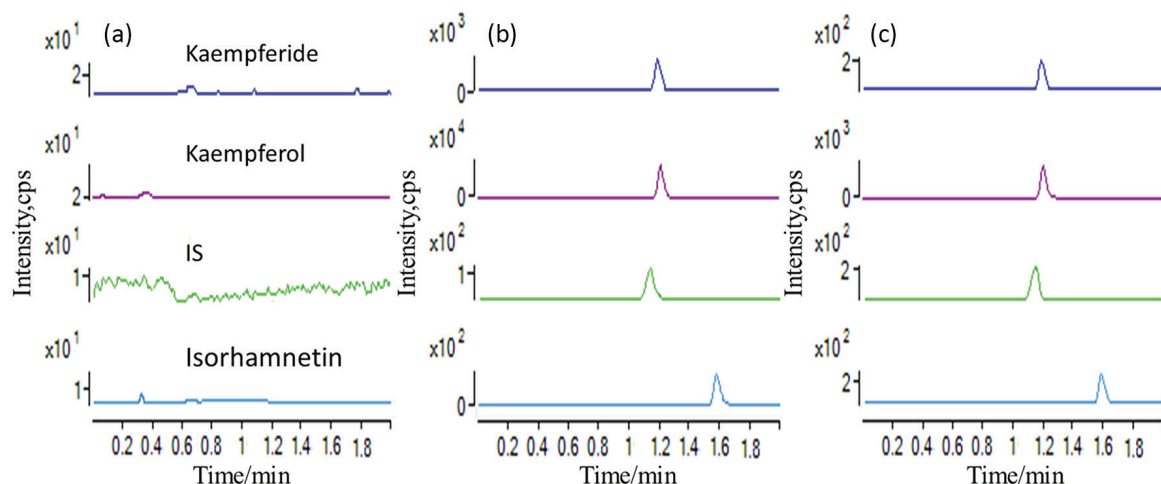 (a)
x10¹
Kaempferide
2
x10¹
Kaempferol
2
x10¹
IS
1
x10¹
Isorhamnetin
1
Intensity,cps
0.2 0.4 0.6 0.8 1 1.2 1.4 1.6 1.8
Time/min
(b)
x10³
0
x10⁴
0
x10²
1
x10²
0
Intensity,cps
0.2 0.4 0.6 0.8 1 1.2 1.4 1.6 1.8
Time/min
(c)
x10²
2
x10³
0
x10²
2
x10²
2
Intensity,cps
0.2 0.4 0.6 0.8 1 1.2 1.4 1.6 1.8
Time/min